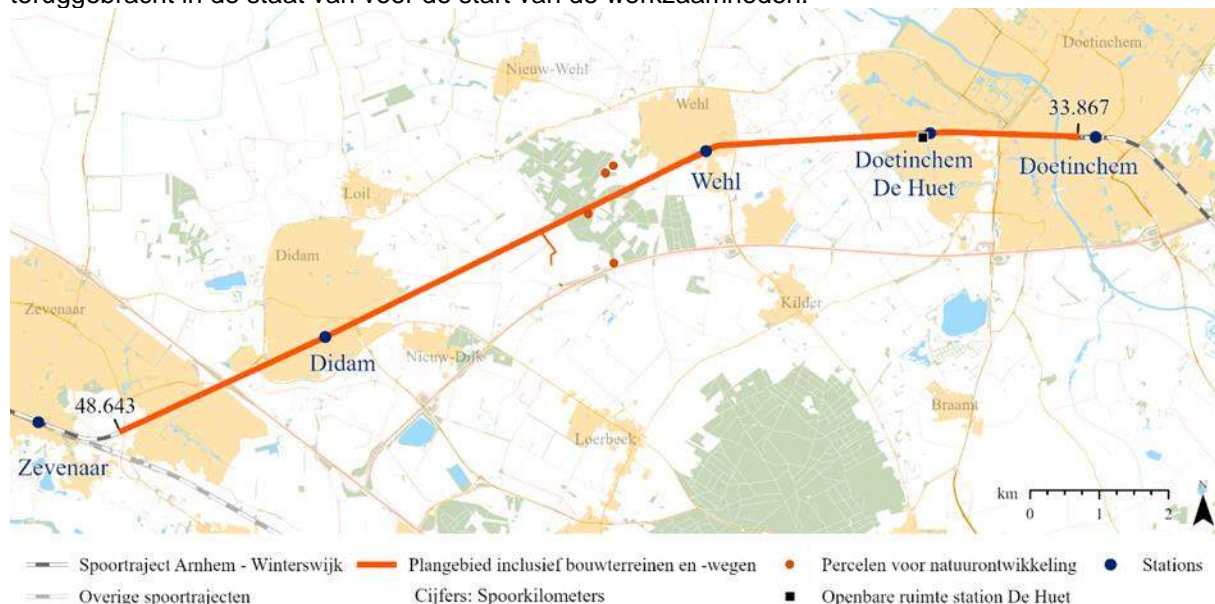 teruggebracht in de staat van voor de start van de werkzaamheden.
Doetinchem
Nieuw-Wehl
Wehl
33.867
Doetinchem
De Huet
Doetinchem
Wehl
Loil
Didam
Zevenaar
Kilder
Didam
Nieuw-Dijk
48.643
Braamt
Loerbeek
Zevenaar
N
km
0 1 2
Spoortraject Arnhem - Winterswijk Plangebied inclusief bouwterreinen en -wegen Percelen voor natuurontwikkeling Stations
Overige spoortrajecten Cijfers: Spoorkilometers Openbare ruimte station De Huet